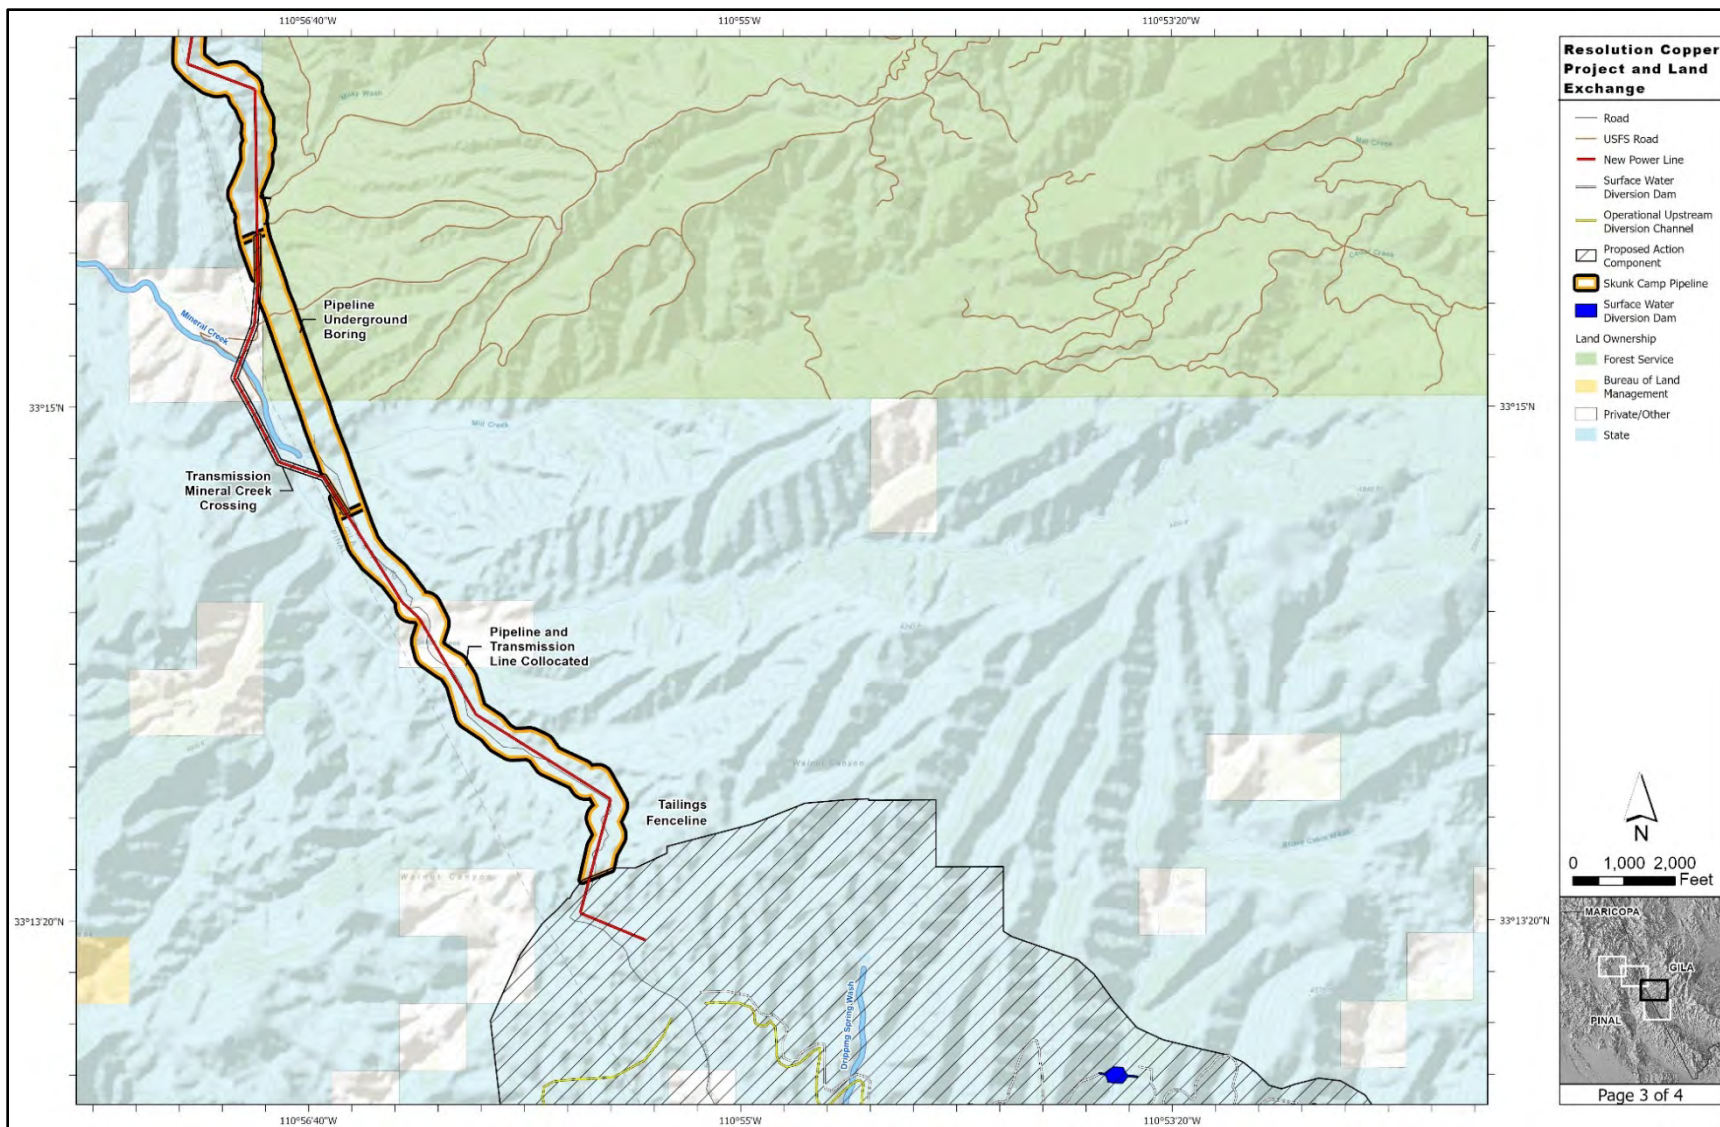 110°56'40"W
110°55'W
110°53'20"W
Resolution Copper
Project and Land
Exchange
Road
USFS Road
New Power Line
Surface Water
Diversion Dam
Operational Upstream
Diversion Channel
Proposed Action
Component
Skunk Camp Pipeline
Surface Water
Diversion Dam
Land Ownership
Forest Service
Bureau of Land
Management
Private/Other
State
Mill Creek
Mineral Creek
Pipeline
Underground
Boring
33°15'N
33°15'N
Mill Creek
Transmission
Mineral Creek
Crossing
PINAL
Pipeline and
Transmission
Line Collocated
Walnut Canyon
Tailings
Fenceline
Walnut Canyon
33°13'20"N
33°13'20"N
Dripping Spring Wash
N
0 1,000 2,000
Feet
MARICOPA
GILA
PINAL
Page 3 of 4
110°56'40"W
110°55'W
110°53'20"W